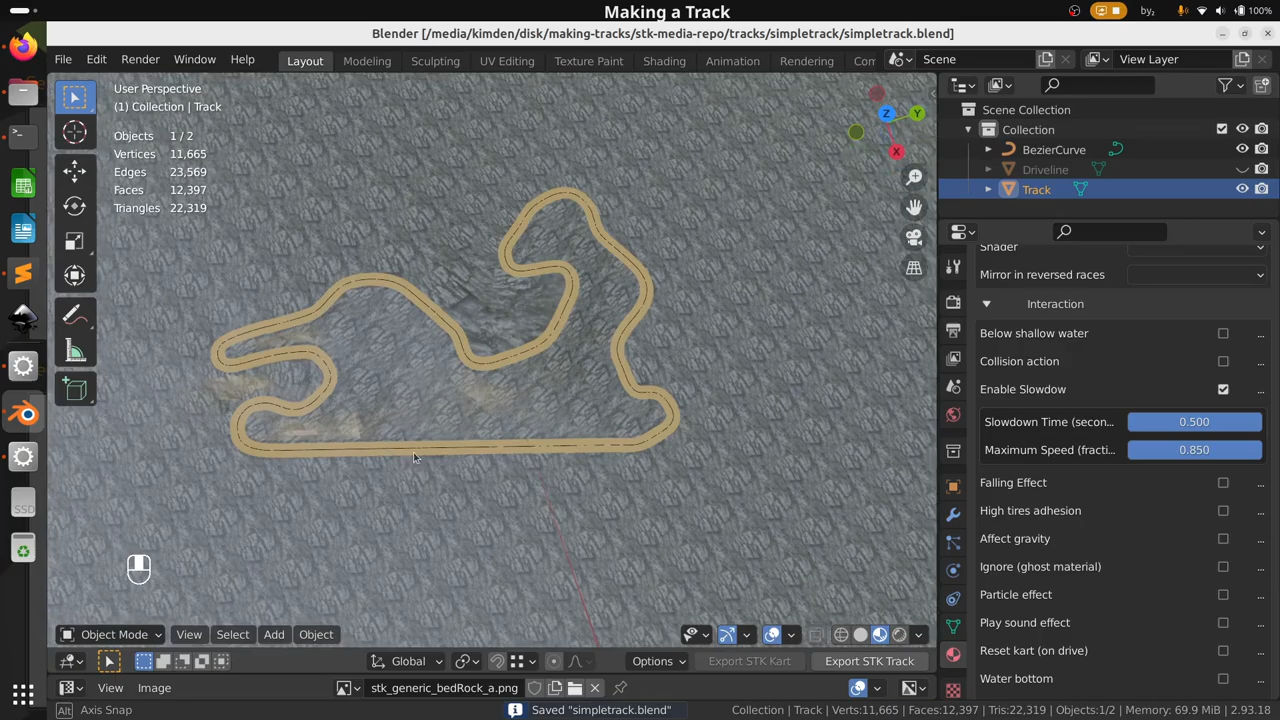 Making a Track
by₂
100%
Blender [/media/kimden/disk/making-tracks/stk-media-repo/tracks/simpletrack/simpletrack.blend]
File Edit Render Window Help
Layout Modeling Sculpting UV Editing Texture Paint Shading Animation Rendering Com
Scene
View Layer
User Perspective
(1) Collection | Track
Objects 1 / 2
Vertices 11,665
Edges 23,569
Faces 12,397
Triangles 22,319
Z
Y
X
Scene Collection
Collection
BezierCurve
Driveline
Track
Shader
Mirror in reversed races
Interaction
Below shallow water ...
Collision action ...
Enable Slowdow ...
Slowdown Time (secon... 0.500
Maximum Speed (fracti... 0.850
Falling Effect ...
High tires adhesion ...
Affect gravity ...
Ignore (ghost material) ...
Particle effect ...
Play sound effect ...
Reset kart (on drive) ...
Water bottom ...
SSD
Object Mode View Select Add Object
Global
Options
Export STK Kart
Export STK Track
View Image
stk_generic_bedRock_a.png
Alt Axis Snap
Saved "simpletrack.blend"
Collection | Track | Verts:11,665 | Faces:12,397 | Tris:22,319 | Objects:1/2 | Memory: 69.9 MiB | 2.93.18